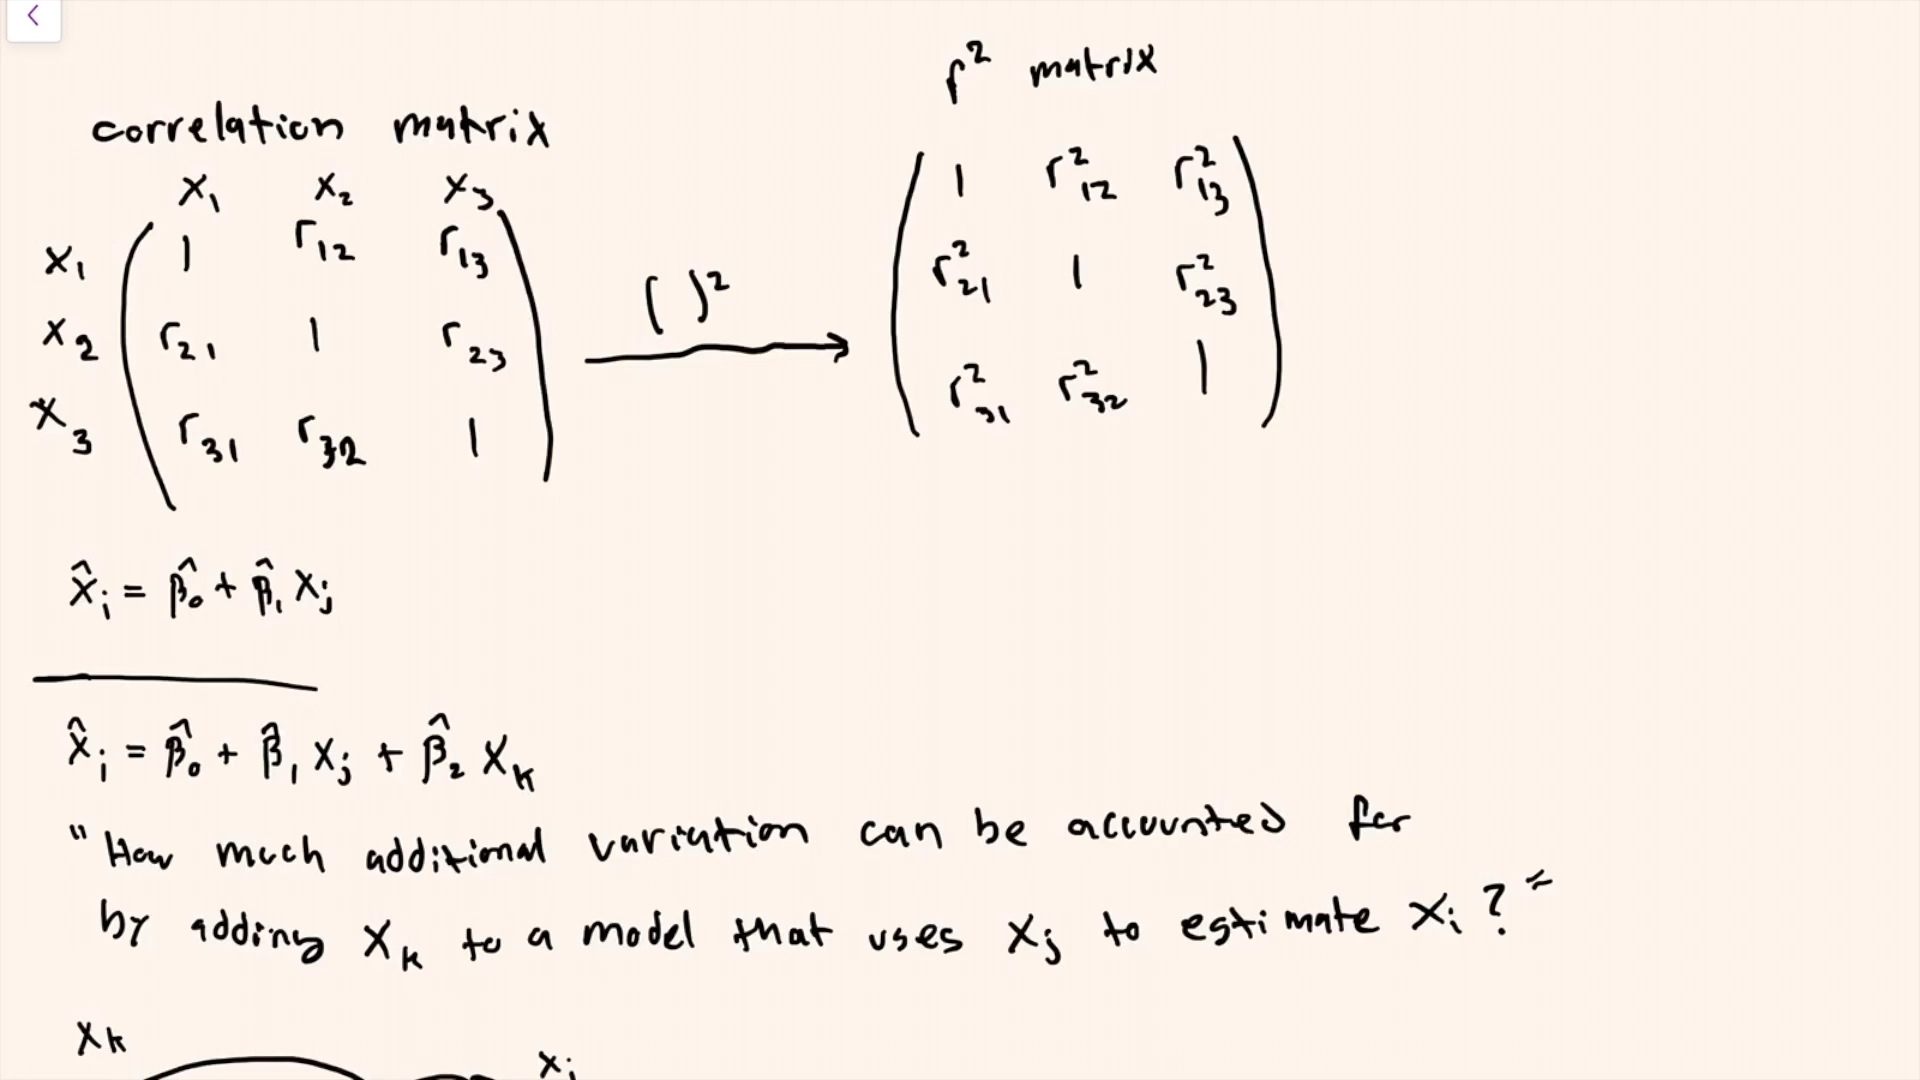 r² matrix
correlation matrix
x₁ x₂ x₃
x₁ 1 r₁₂ r₁₃
x₂ r₂₁ 1 r₂₃
x₃ r₃₁ r₃₂ 1
( )²
1 r²₁₂ r²₁₃
r²₂₁ 1 r²₂₃
r²₃₁ r²₃₂ 1
x̂ᵢ = β̂₀ + β̂₁ xⱼ
x̂ᵢ = β̂₀ + β̂₁ xⱼ + β̂₂ xₖ
"How much additional variation can be accounted for
by adding xₖ to a model that uses xⱼ to estimate xᵢ?"
xₖ